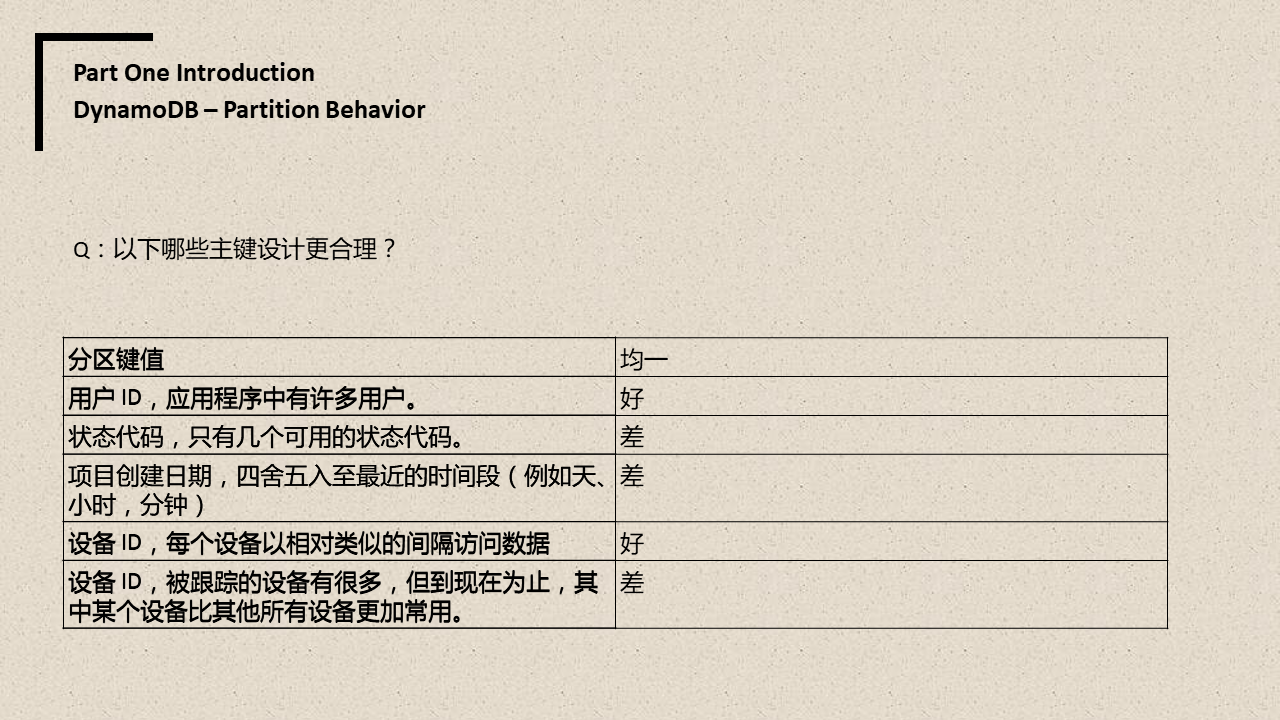 Part One Introduction
DynamoDB – Partition Behavior
Q：以下哪些主键设计更合理？
分区键值
均一
用户 ID，应用程序中有许多用户。
好
状态代码，只有几个可用的状态代码。
差
项目创建日期，四舍五入至最近的时间段（例如天、
小时，分钟）
差
设备 ID，每个设备以相对类似的间隔访问数据
好
设备 ID，被跟踪的设备有很多，但到现在为止，其
中某个设备比其他所有设备更加常用。
差